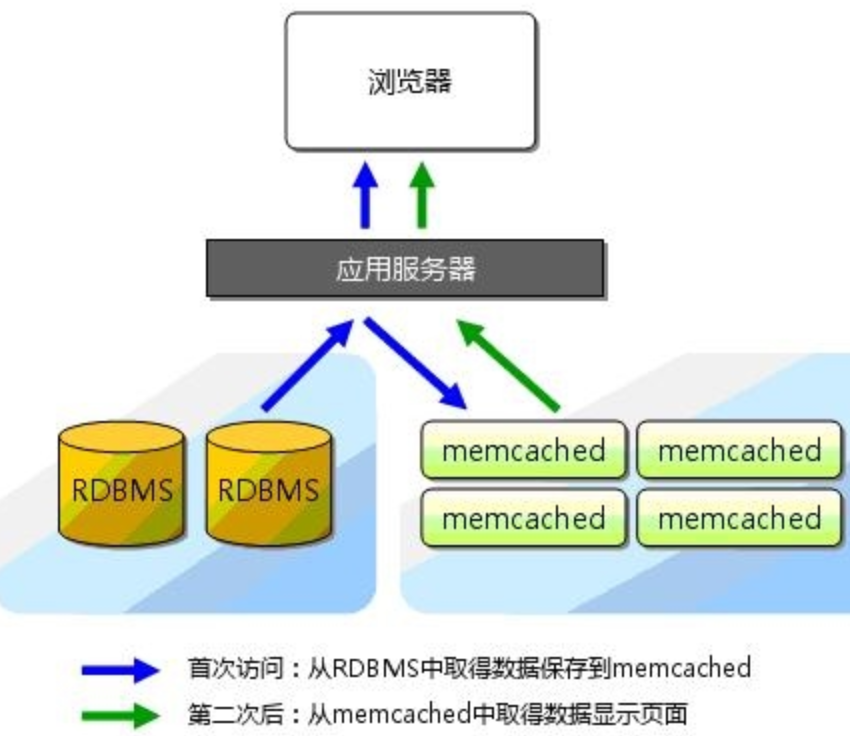 浏览器
应用服务器
RDBMS RDBMS
memcached memcached
memcached memcached
首次访问：从RDBMS中取得数据保存到memcached
第二次后：从memcached中取得数据显示页面